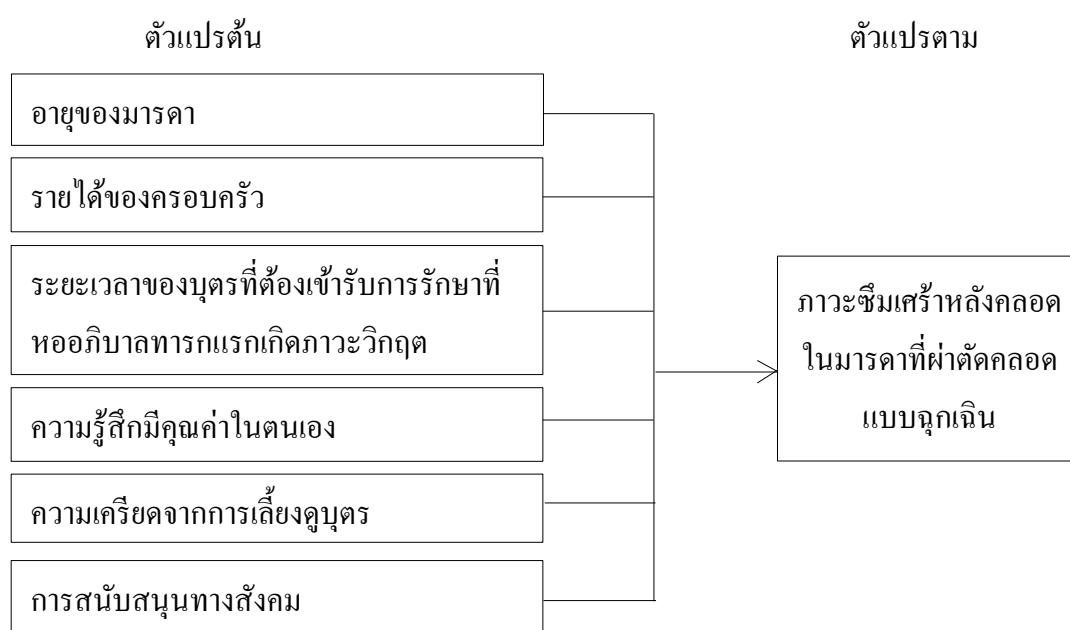 ตัวแปรต้น
ตัวแปรตาม
อายุของมารดา
รายได้ของครอบครัว
ระยะเวลาของบุตรที่ต้องเข้ารับการรักษาที่
หออภิบาลทารกแรกเกิดภาวะวิกฤต
ความรู้สึกมีคุณค่าในตนเอง
ความเครียดจากการเลี้ยงดูบุตร
การสนับสนุนทางสังคม
ภาวะซึมเศร้าหลังคลอด
ในมารดาที่ผ่าตัดคลอด
แบบฉุกเฉิน